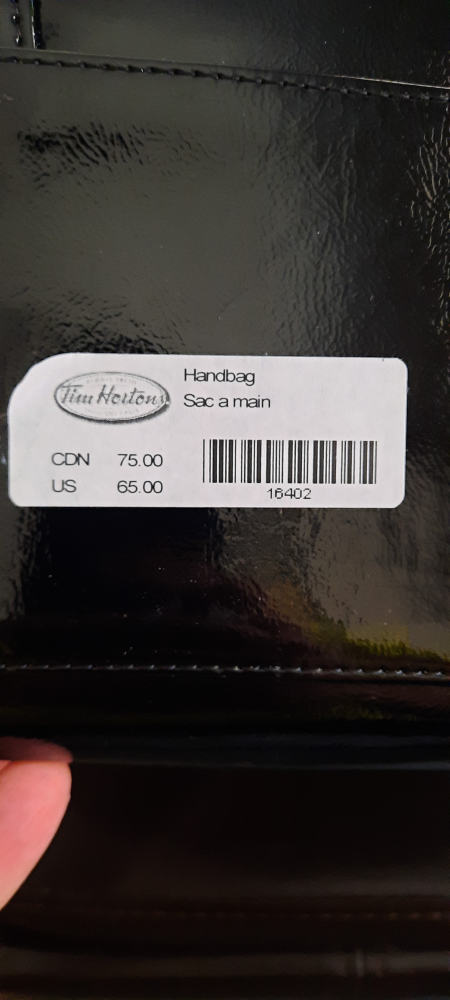 Tim Hortons
Handbag
Sac a main
CDN 75.00
US 65.00
16402